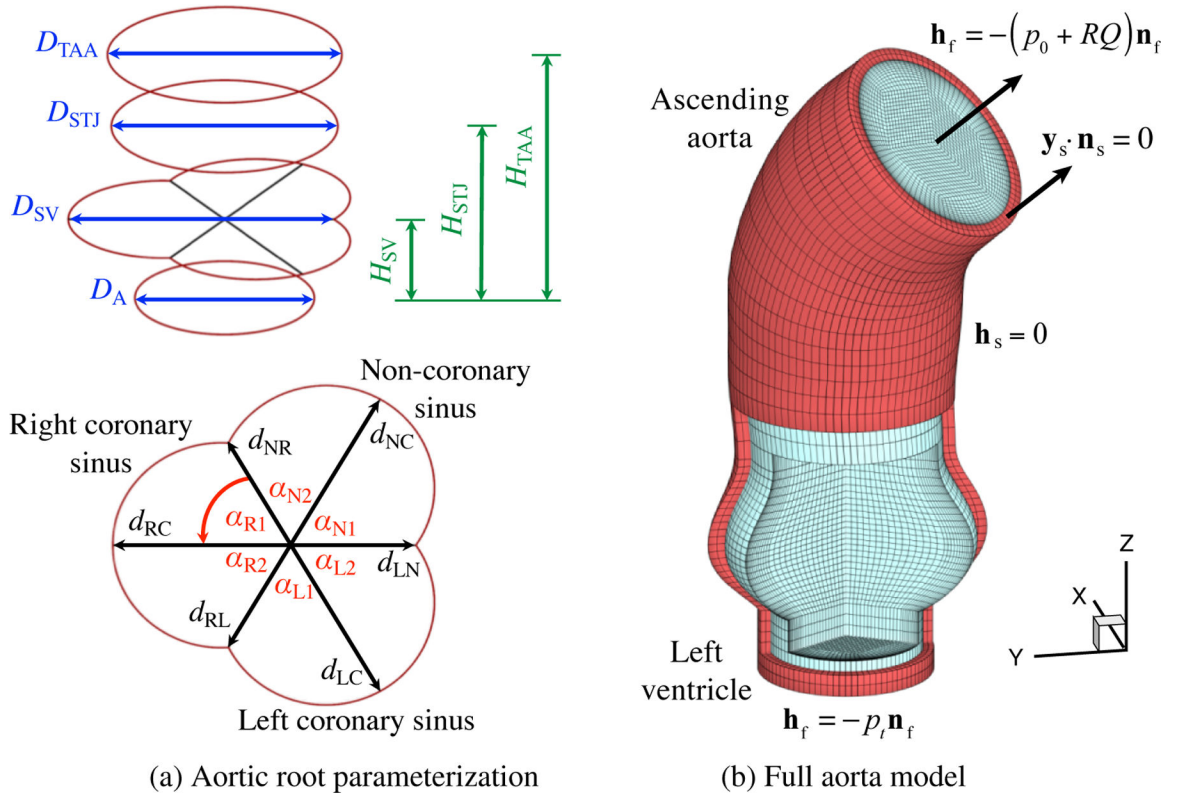 D_TAA
D_STJ
D_SV
D_A
H_SV
H_STJ
H_TAA
Non-coronary
sinus
Right coronary
sinus
d_NR
d_NC
α_N2
α_R1
α_N1
d_RC
α_R2
α_L2
d_LN
α_L1
d_RL
d_LC
Left coronary sinus
(a) Aortic root parameterization
h_f = −(p_0 + RQ)n_f
Ascending
aorta
y_s · n_s = 0
h_s = 0
Z
X
Y
Left
ventricle
h_f = −p_t n_f
(b) Full aorta model